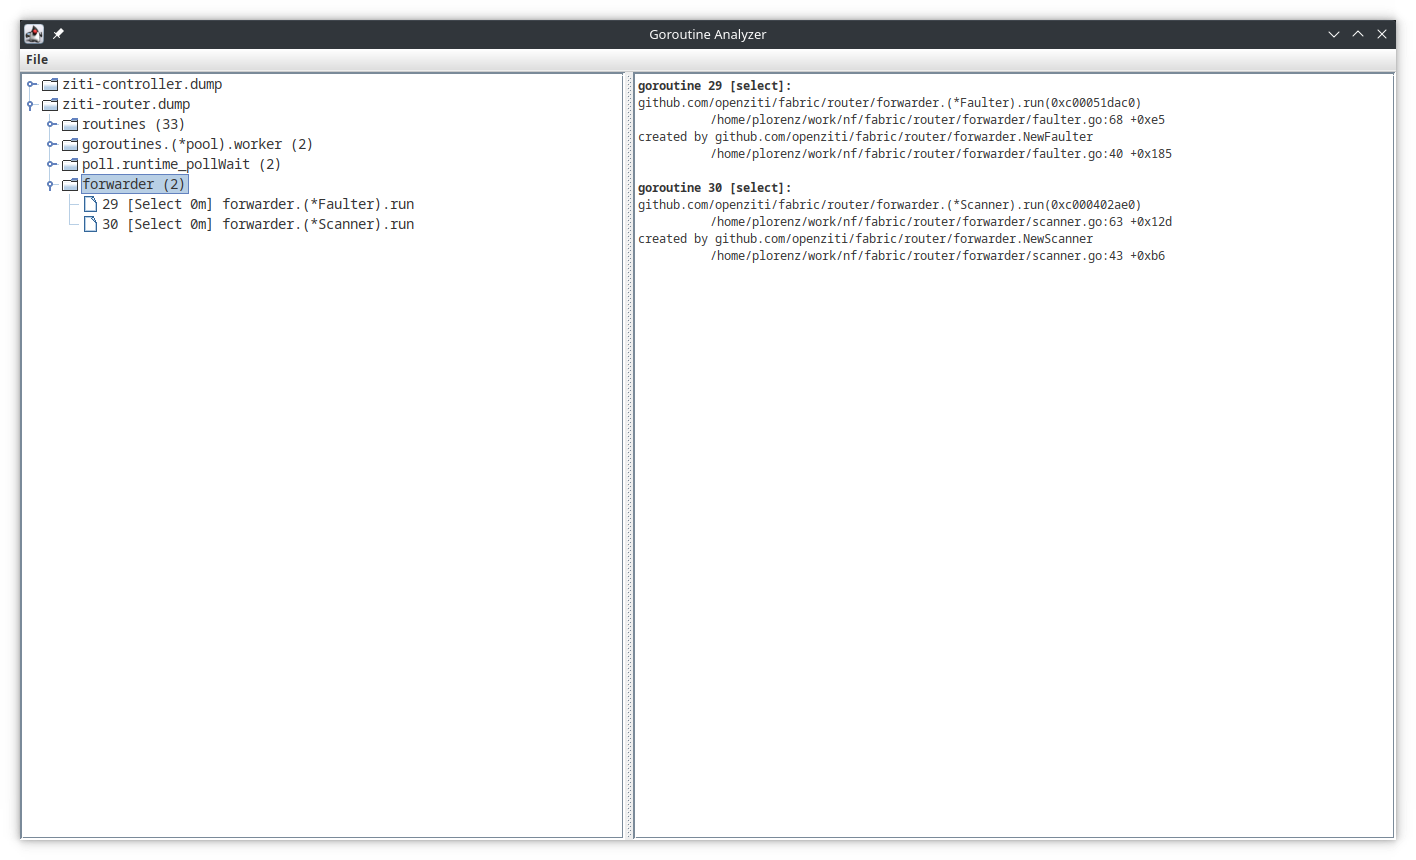 Goroutine Analyzer
File
ziti-controller.dump
ziti-router.dump
routines (33)
goroutines.(*pool).worker (2)
poll.runtime_pollWait (2)
forwarder (2)
29 [Select 0m] forwarder.(*Faulter).run
30 [Select 0m] forwarder.(*Scanner).run
goroutine 29 [select]:
github.com/openziti/fabric/router/forwarder.(*Faulter).run(0xc00051dac0)
/home/plorenz/work/nf/fabric/router/forwarder/faulter.go:68 +0xe5
created by github.com/openziti/fabric/router/forwarder.NewFaulter
/home/plorenz/work/nf/fabric/router/forwarder/faulter.go:40 +0x185
goroutine 30 [select]:
github.com/openziti/fabric/router/forwarder.(*Scanner).run(0xc000402ae0)
/home/plorenz/work/nf/fabric/router/forwarder/scanner.go:63 +0x12d
created by github.com/openziti/fabric/router/forwarder.NewScanner
/home/plorenz/work/nf/fabric/router/forwarder/scanner.go:43 +0xb6